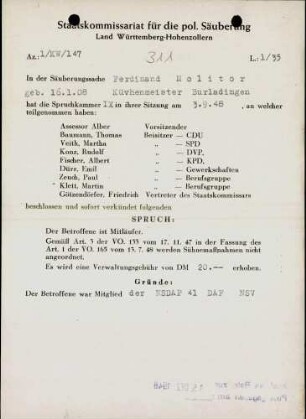 Staatskommissariat für die pol. Säuberung
Land Württemberg-Hohenzollern
Az.: 1/KW/147 311 L.: 1/35
In der Säuberungssache Ferdinand Molitor
geb. 16.1.08 Küchenmeister Burladingen
hat die Spruchkammer IX in ihrer Sitzung am 3.9.48, an welcher
teilgenommen haben:
Assessor Alber Vorsitzender
Baumann, Thomas Beisitzer — CDU
Veith, Martha „ — SPD
Konz, Rudolf „ — DVP,
Fischer, Albert „ — KPD,
Dürr, Emil „ — Gewerkschaften
Zenth, Paul „ — Berufsgruppe
Klett, Martin „ — Berufsgruppe
Götzendörfer, Friedrich Vertreter des Staatskommissars
beschlossen und sofort verkündet folgenden
SPRUCH:
Der Betroffene ist Mitläufer.
Gemäß Art. 3 der VO. 133 vom 17. 11. 47 in der Fassung des
Art. 1 der VO. 165 vom 13. 7. 48 werden Sühnemaßnahmen nicht
angeordnet.
Es wird eine Verwaltungsgebühr von DM 20.-- erhoben.
Gründe:
Der Betroffene war Mitglied der NSDAP 41 DAF NSV